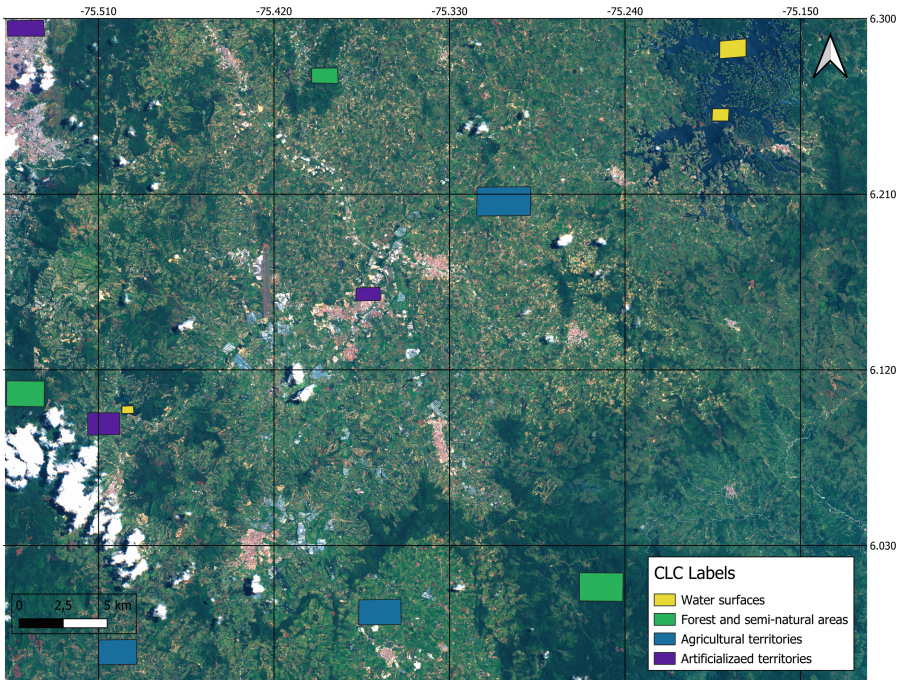 -75.510 -75.420 -75.330 -75.240 -75.150
6.300
6.210
6.120
6.030
CLC Labels
Water surfaces
Forest and semi-natural areas
Agricultural territories
Artificializaed territories
0 2,5 5 km